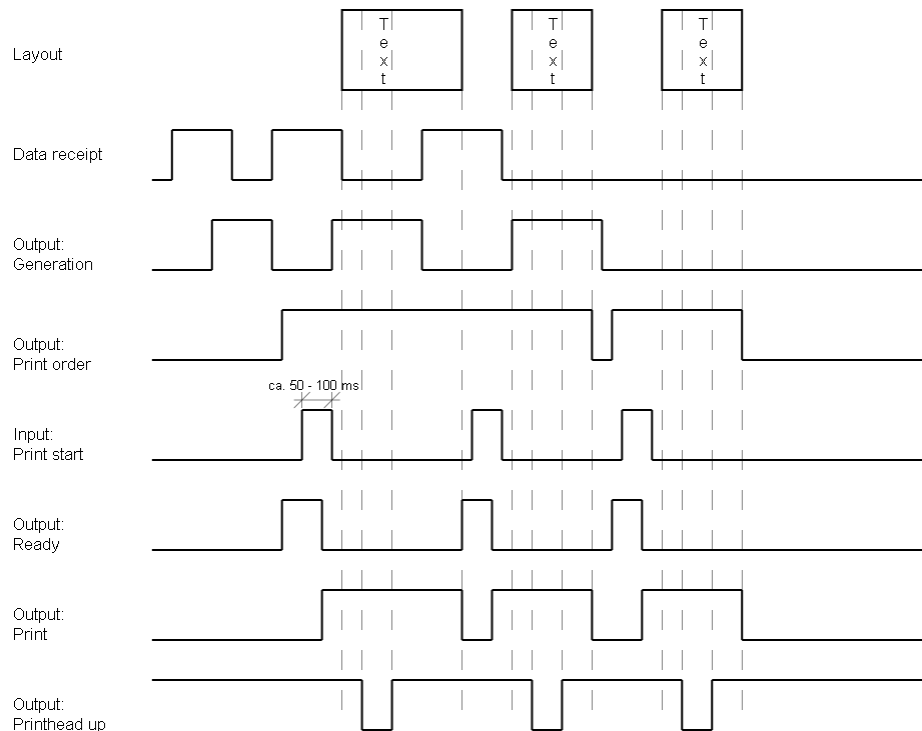 Layout
T
e
x
t
T
e
x
t
T
e
x
t
Data receipt
Output:
Generation
Output:
Print order
ca. 50 - 100 ms
Input:
Print start
Output:
Ready
Output:
Print
Output:
Printhead up